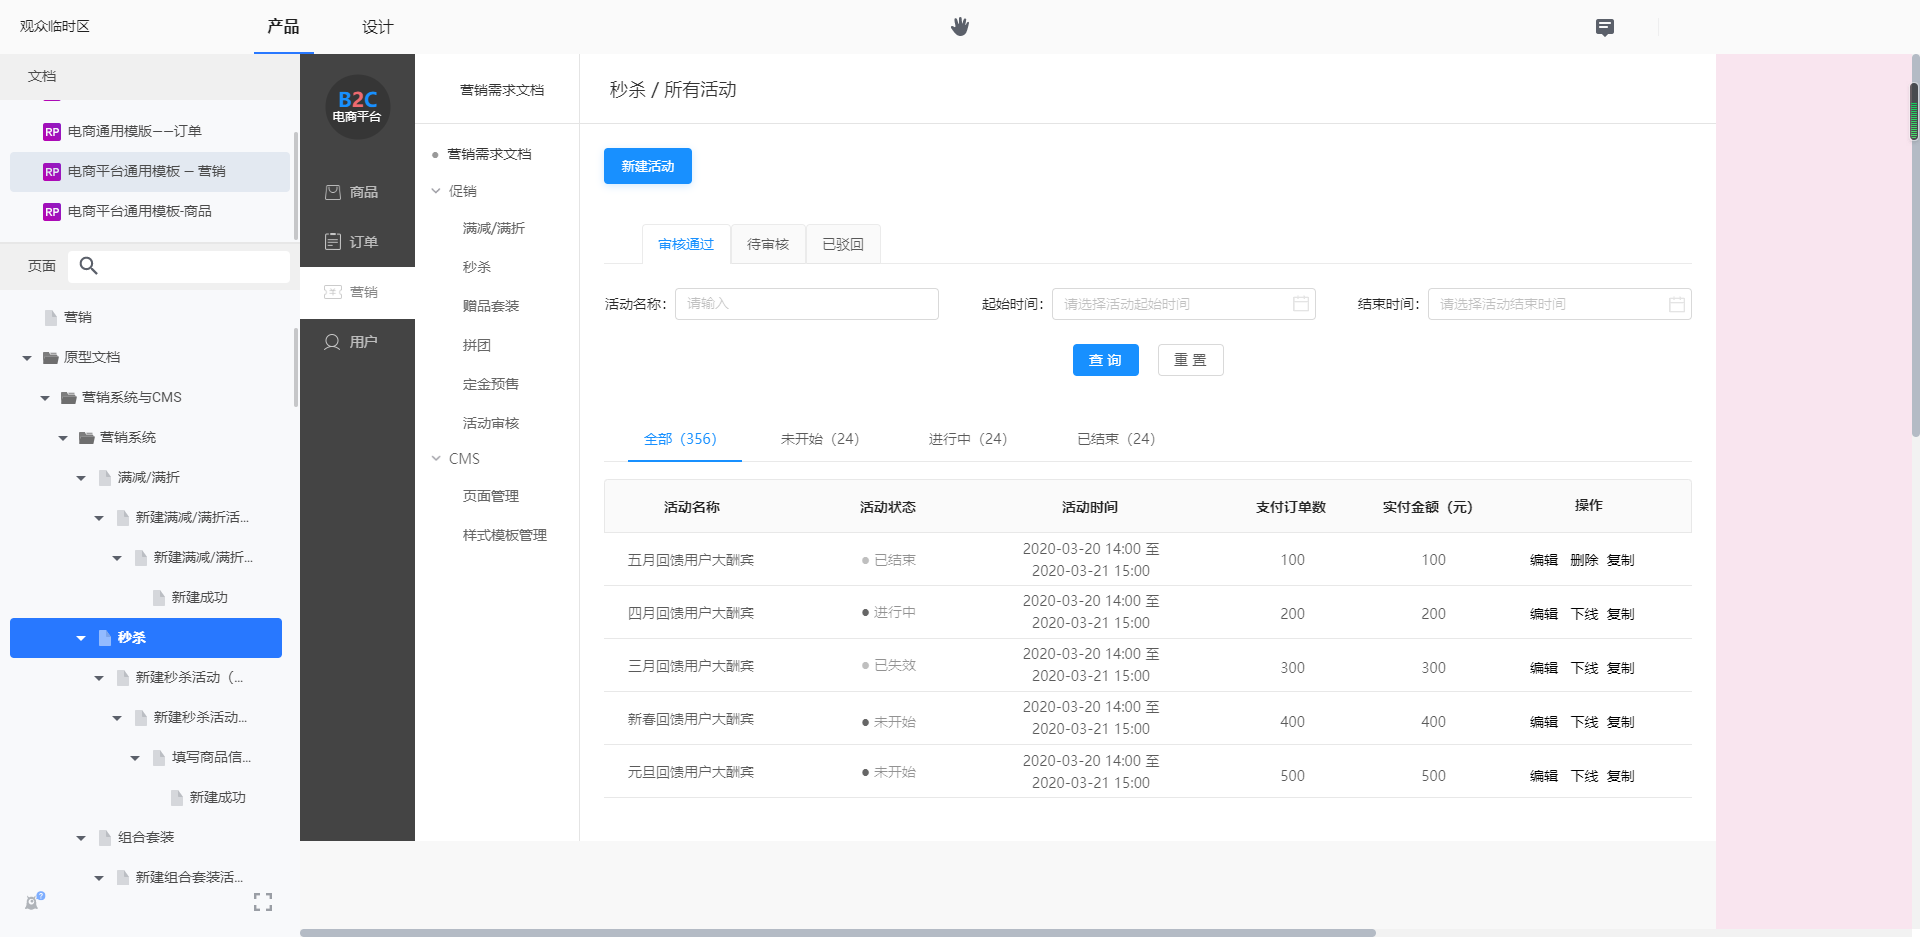 观众临时区
产品
设计
文档
RP 电商通用模版——订单
RP 电商平台通用模板 — 营销
RP 电商平台通用模板-商品
页面
营销
原型文档
营销系统与CMS
营销系统
满减/满折
新建满减/满折活...
新建满减/满折...
新建成功
秒杀
新建秒杀活动（...
新建秒杀活动...
填写商品信...
新建成功
组合套装
新建组合套装活...
?
B2C
电商平台
商品
订单
营销
用户
营销需求文档
营销需求文档
促销
满减/满折
秒杀
赠品套装
拼团
定金预售
活动审核
CMS
页面管理
样式模板管理
秒杀 / 所有活动
新建活动
审核通过 待审核 已驳回
活动名称： 请输入 起始时间： 请选择活动起始时间 结束时间： 请选择活动结束时间
查 询 重 置
全部（356） 未开始（24） 进行中（24） 已结束（24）
活动名称 活动状态 活动时间 支付订单数 实付金额（元） 操作
五月回馈用户大酬宾 已结束 2020-03-20 14:00 至 100 100 编辑 删除 复制
2020-03-21 15:00
四月回馈用户大酬宾 进行中 2020-03-20 14:00 至 200 200 编辑 下线 复制
2020-03-21 15:00
三月回馈用户大酬宾 已失效 2020-03-20 14:00 至 300 300 编辑 下线 复制
2020-03-21 15:00
新春回馈用户大酬宾 未开始 2020-03-20 14:00 至 400 400 编辑 下线 复制
2020-03-21 15:00
元旦回馈用户大酬宾 未开始 2020-03-20 14:00 至 500 500 编辑 下线 复制
2020-03-21 15:00